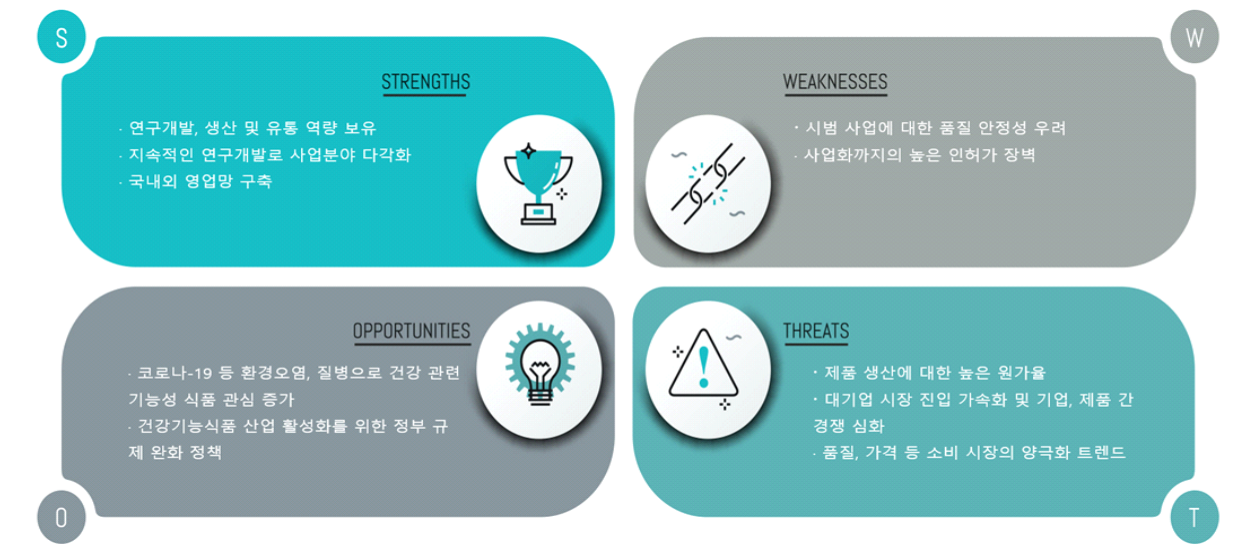 S
STRENGTHS
· 연구개발, 생산 및 유통 역량 보유
· 지속적인 연구개발로 사업분야 다각화
· 국내외 영업망 구축
W
WEAKNESSES
· 시범 사업에 대한 품질 안정성 우려
· 사업화까지의 높은 인허가 장벽
O
OPPORTUNITIES
· 코로나-19 등 환경오염, 질병으로 건강 관련
기능성 식품 관심 증가
· 건강기능식품 산업 활성화를 위한 정부 규
제 완화 정책
T
THREATS
· 제품 생산에 대한 높은 원가율
· 대기업 시장 진입 가속화 및 기업, 제품 간
경쟁 심화
· 품질, 가격 등 소비 시장의 양극화 트렌드